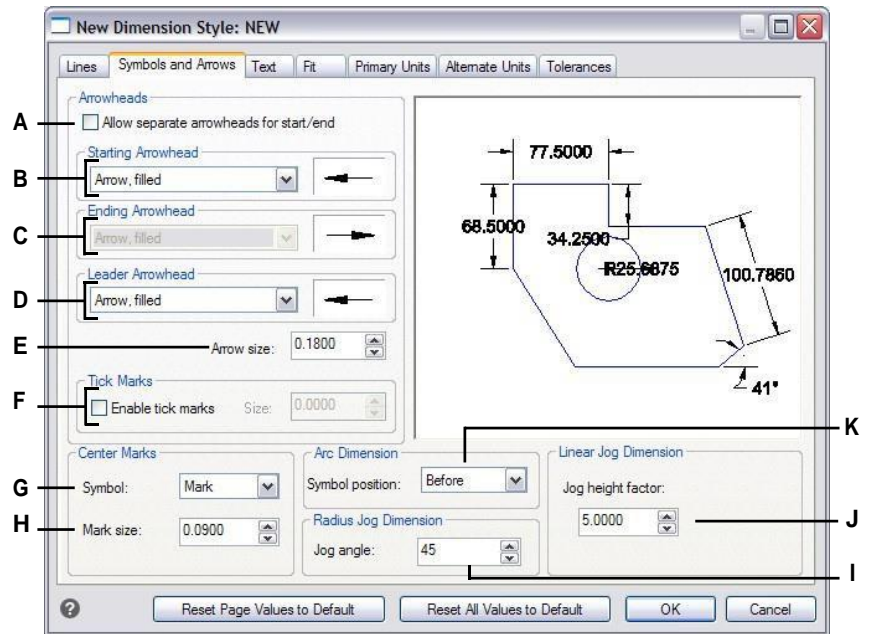 New Dimension Style: NEW
Lines Symbols and Arrows Text Fit Primary Units Alternate Units Tolerances
Arrowheads
A
Allow separate arrowheads for start/end
Starting Arrowhead
B
Arrow, filled
Ending Arrowhead
C
Arrow, filled
Leader Arrowhead
D
Arrow, filled
E
Arrow size: 0.1800
Tick Marks
F
Enable tick marks Size: 0.0000
77.5000
68.5000
34.2500
R25.6875
100.7860
41°
K
Center Marks
G
Symbol: Mark
H
Mark size: 0.0900
Arc Dimension
Symbol position: Before
Radius Jog Dimension
Jog angle: 45
I
Linear Jog Dimension
Jog height factor:
5.0000
J
? Reset Page Values to Default Reset All Values to Default OK Cancel